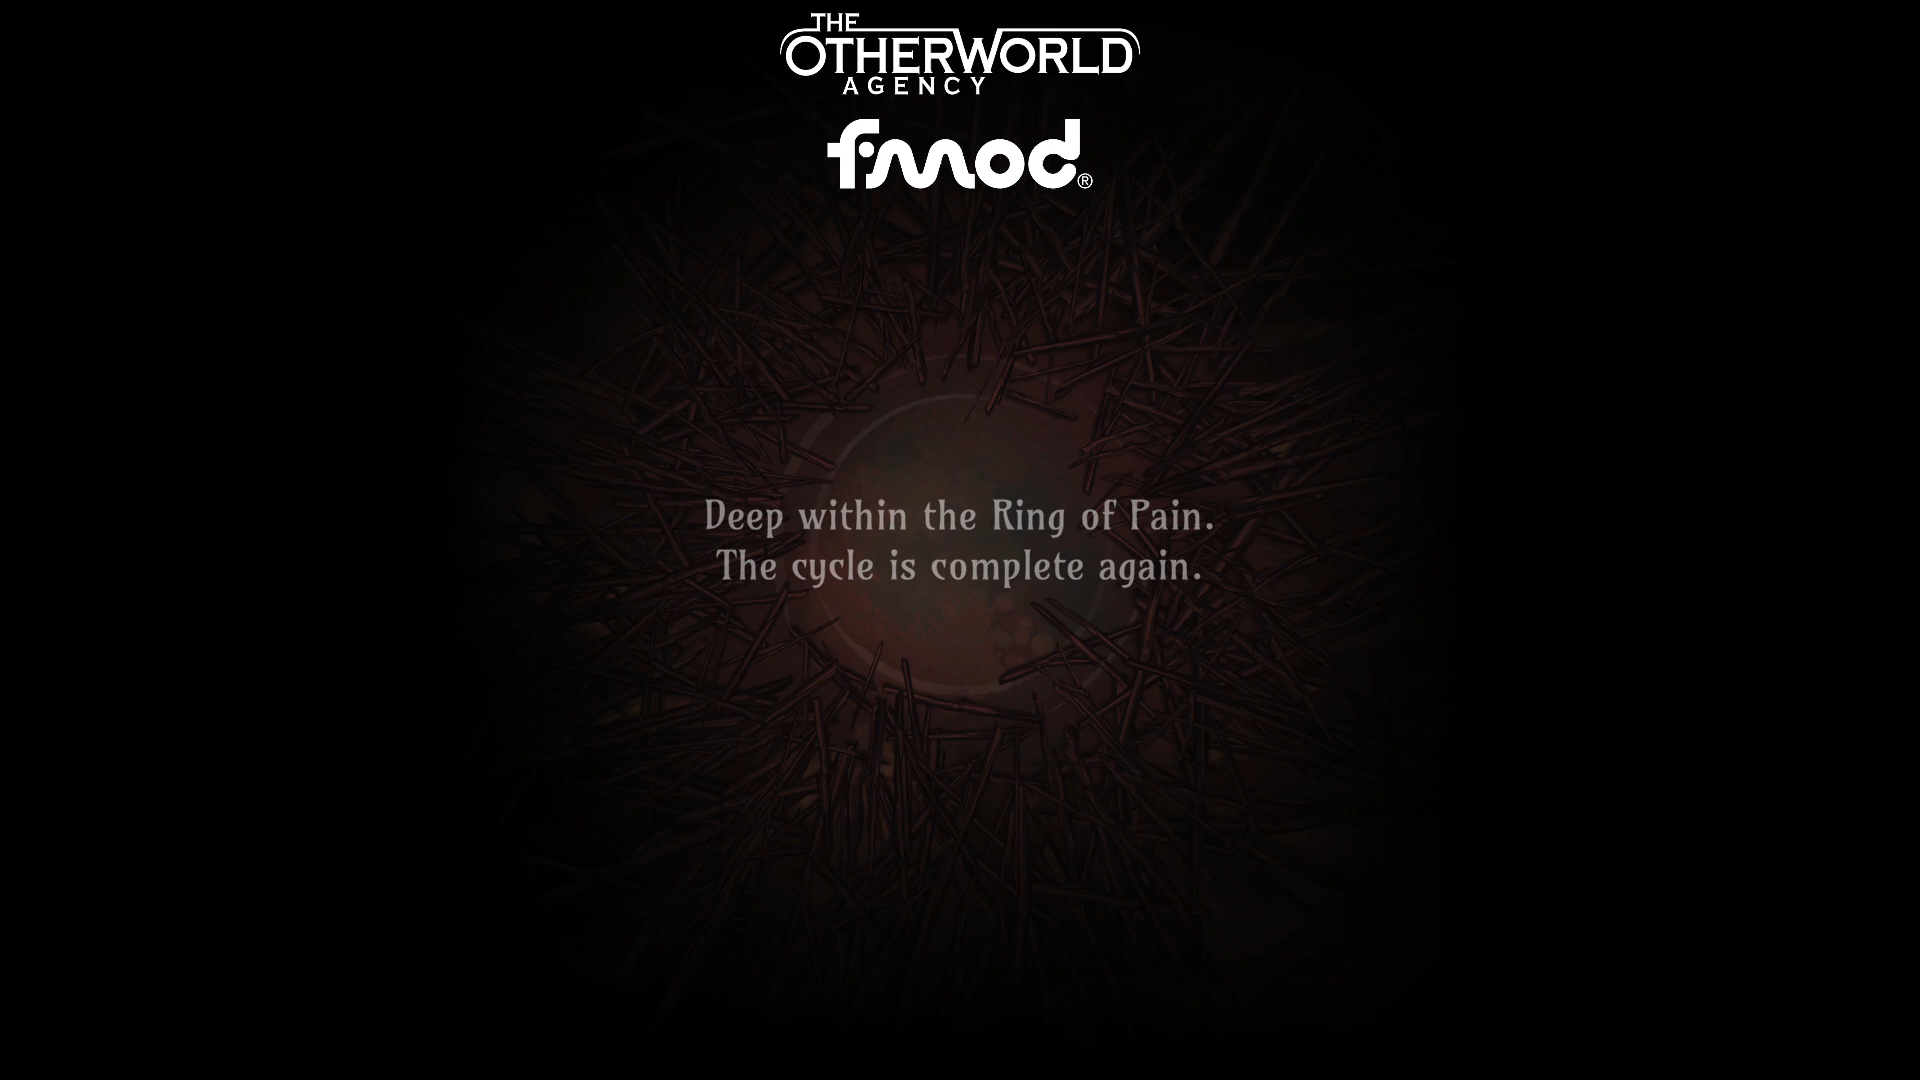 THE
OTHERWORLD
AGENCY
fmod®
Deep within the Ring of Pain.
The cycle is complete again.